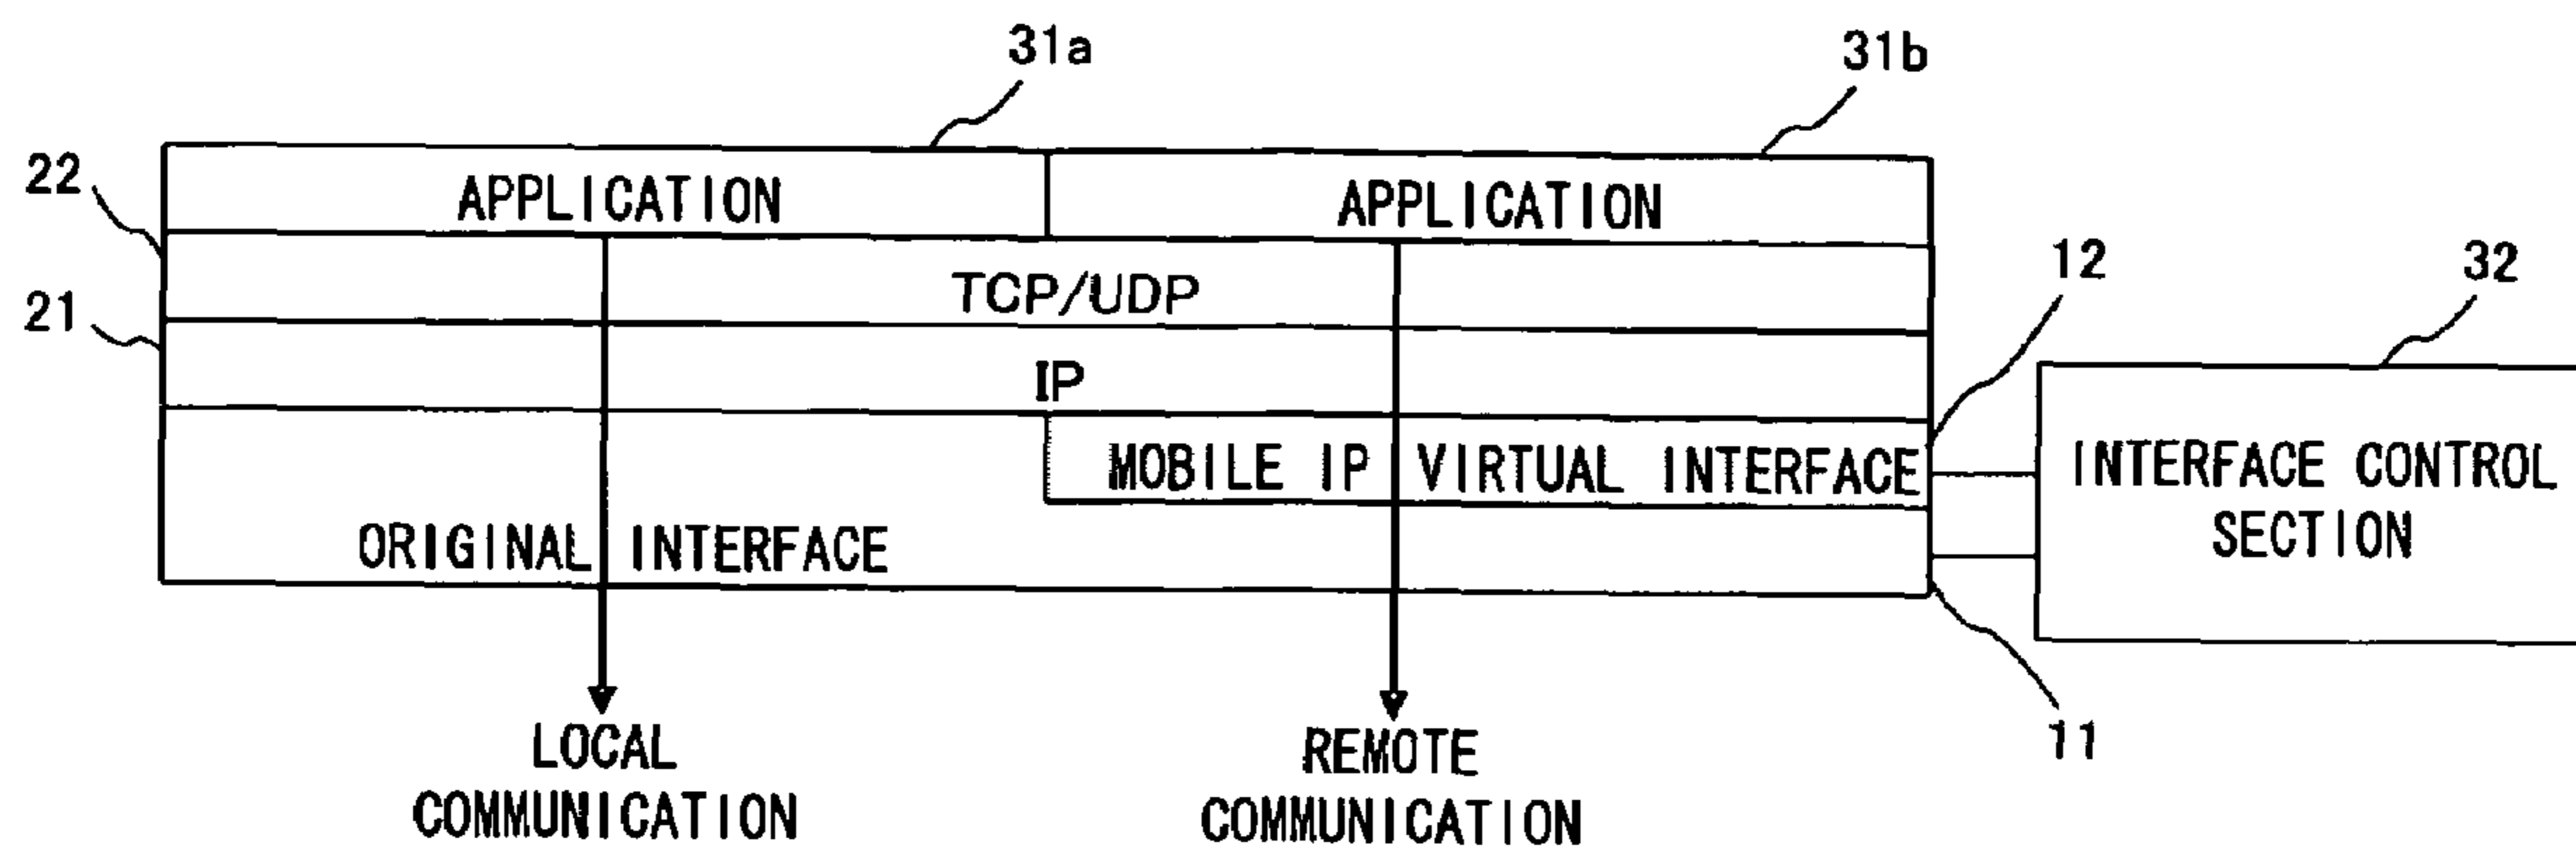 31a
31b
22
APPLICATION
APPLICATION
12
32
TCP/UDP
21
IP
MOBILE IP VIRTUAL INTERFACE
INTERFACE CONTROL
SECTION
ORIGINAL INTERFACE
11
LOCAL
COMMUNICATION
REMOTE
COMMUNICATION